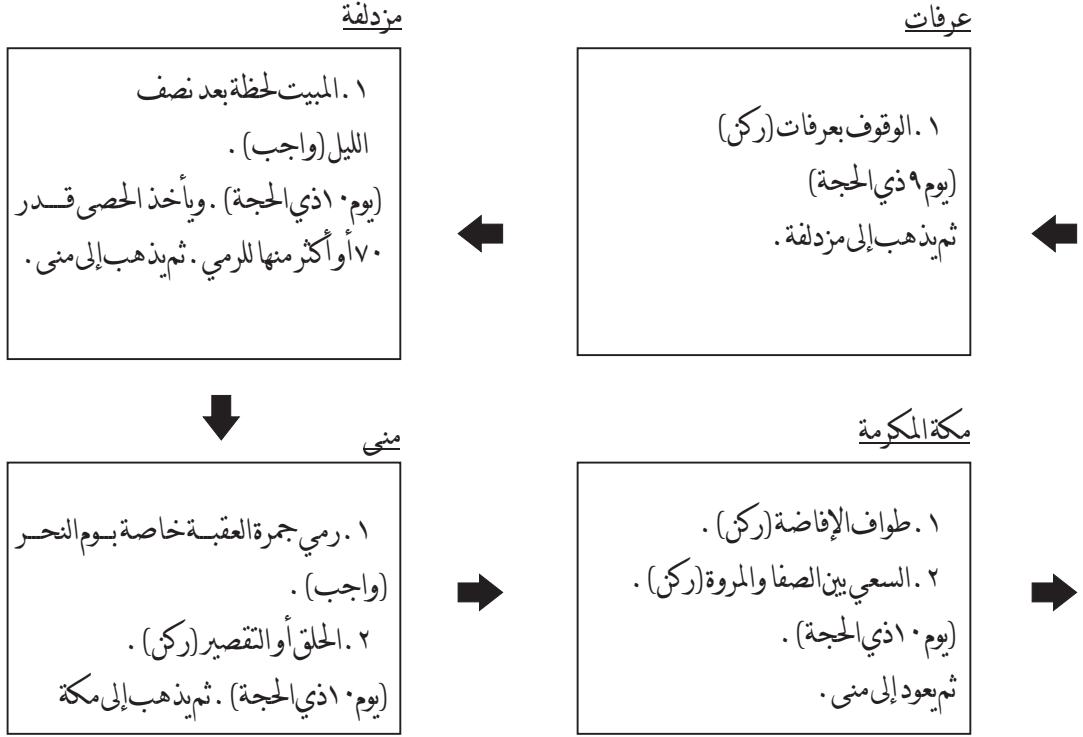 عرفات
١. الوقوف بعرفات (ركن)
(يوم ٩ ذي الحجة)
ثم يذهب إلى مزدلفة.
مزدلفة
١. المبيت لحظة بعد نصف
الليل (واجب).
(يوم ١٠ ذي الحجة). ويأخذ الحصى قدر
٧٠ أو أكثر منها للرمي. ثم يذهب إلى منى.
منى
١. رمي جمرة العقبة خاصة بيوم النحر
(واجب).
٢. الحلق أو التقصير (ركن).
(يوم ١٠ ذي الحجة). ثم يذهب إلى مكة
مكة المكرمة
١. طواف الإفاضة (ركن).
٢. السعي بين الصفا والمروة (ركن).
(يوم ١٠ ذي الحجة).
ثم يعود إلى منى.